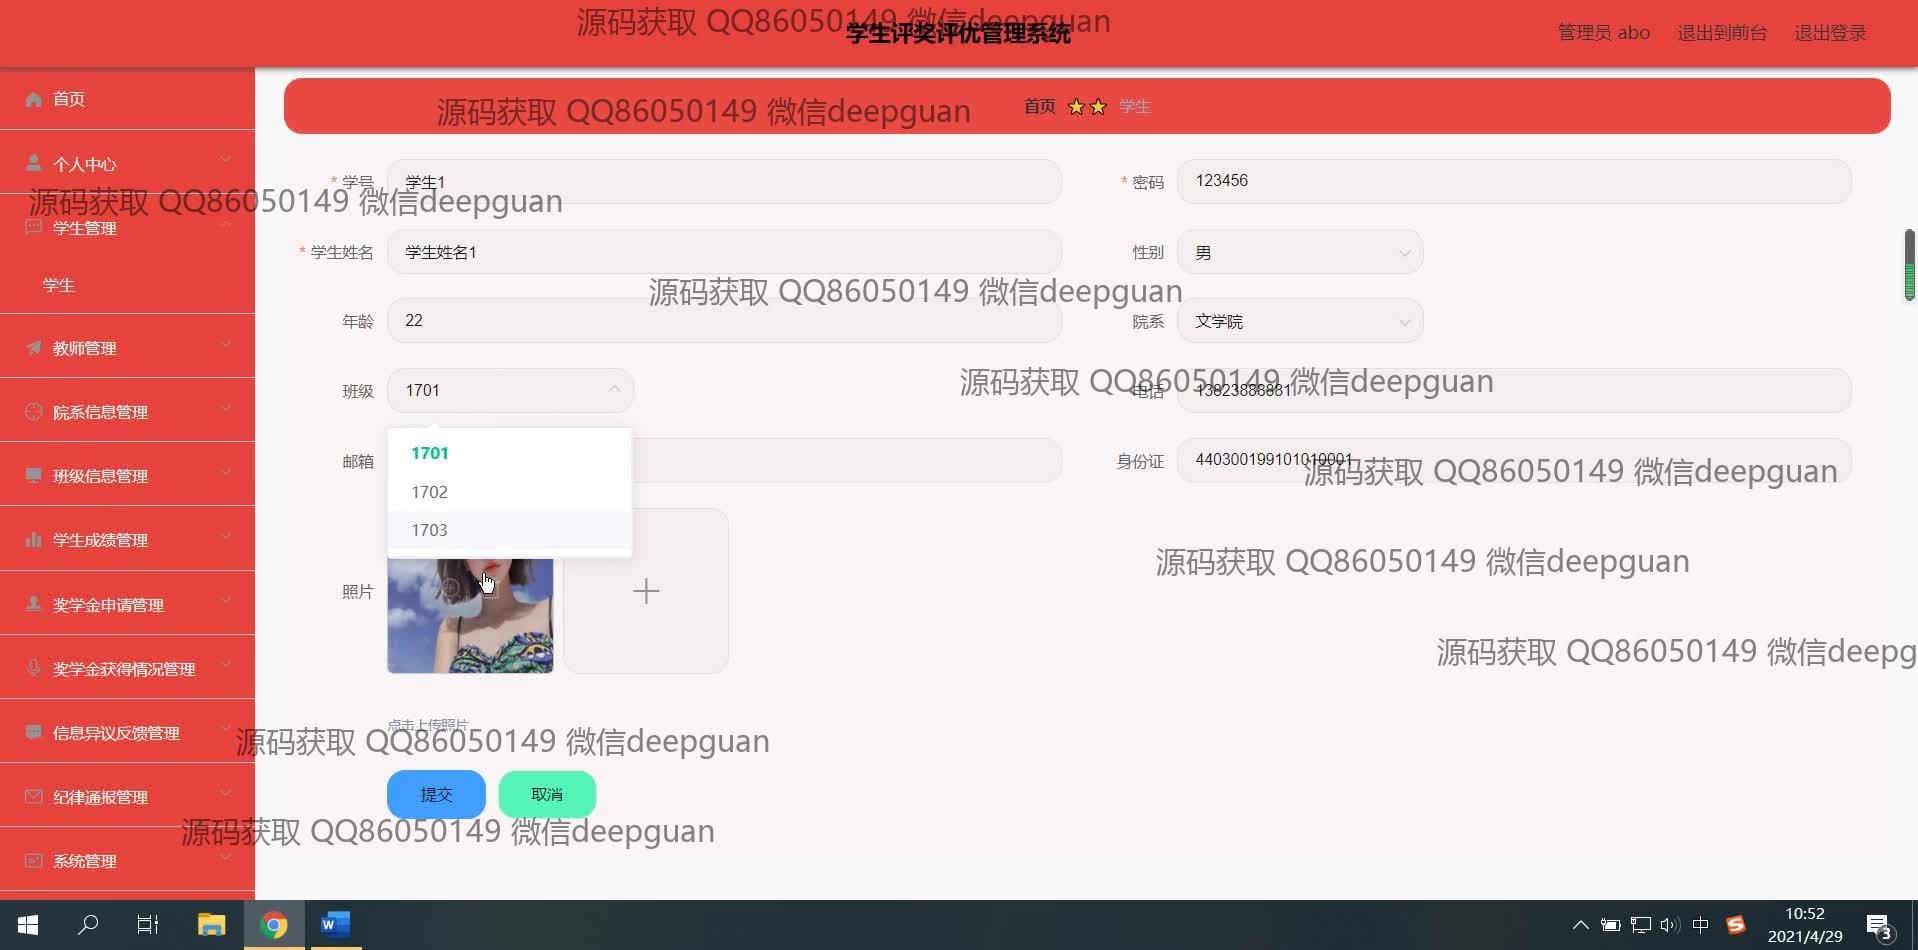 源码获取 QQ86050149 微信deepguan
学生评奖评优管理系统
管理员 abo
退出到前台
退出登录
首页
个人中心
学生管理
学生
教师管理
院系信息管理
班级信息管理
学生成绩管理
奖学金申请管理
奖学金获得情况管理
信息异议反馈管理
纪律通报管理
系统管理
源码获取 QQ86050149 微信deepguan
首页
学生
* 学号 学生1
* 密码 123456
源码获取 QQ86050149 微信deepguan
* 学生姓名 学生姓名1
性别 男
源码获取 QQ86050149 微信deepguan
年龄 22
院系 文学院
源码获取 QQ86050149 微信deepguan
班级 1701
电话 13823888881
1701
1702
1703
邮箱
身份证 440300199101010001
源码获取 QQ86050149 微信deepguan
源码获取 QQ86050149 微信deepguan
照片
源码获取 QQ86050149 微信deepg
点击上传照片
源码获取 QQ86050149 微信deepguan
提交
取消
源码获取 QQ86050149 微信deepguan
中
10:52
2021/4/29
3